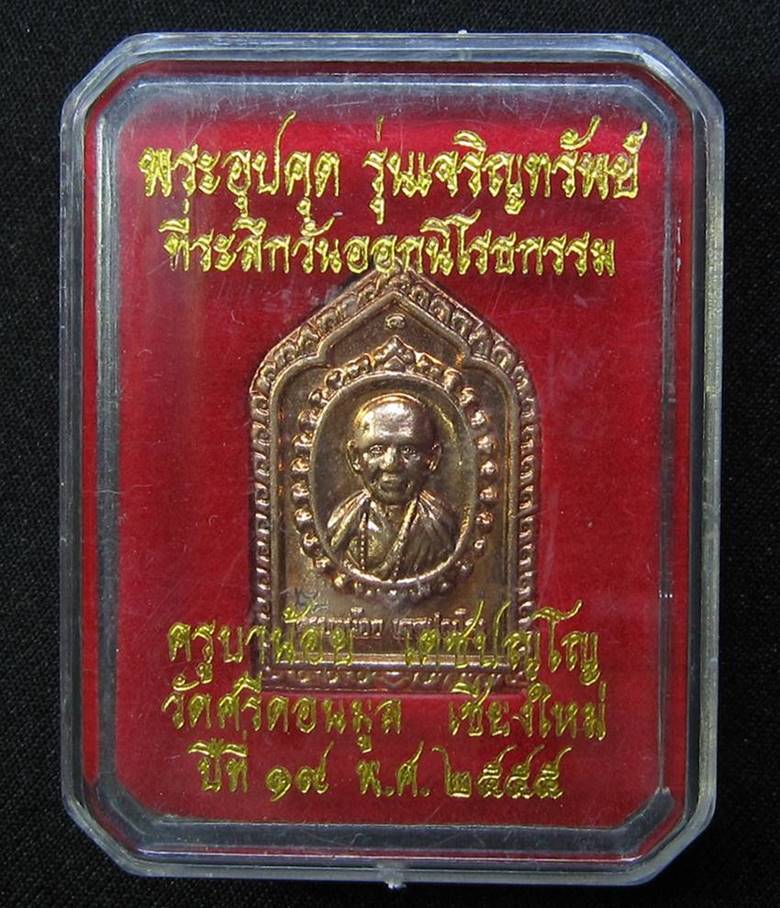 พระอุปคุต รุ่นเจริญทรัพย์
ที่ระลึกวันออกนิโรธกรรม
ครูบาน้อย เตชปญฺโญ
วัดศรีดอนมูล เชียงใหม่
ปีที่ ๑๙ พ.ศ. ๒๕๕๕